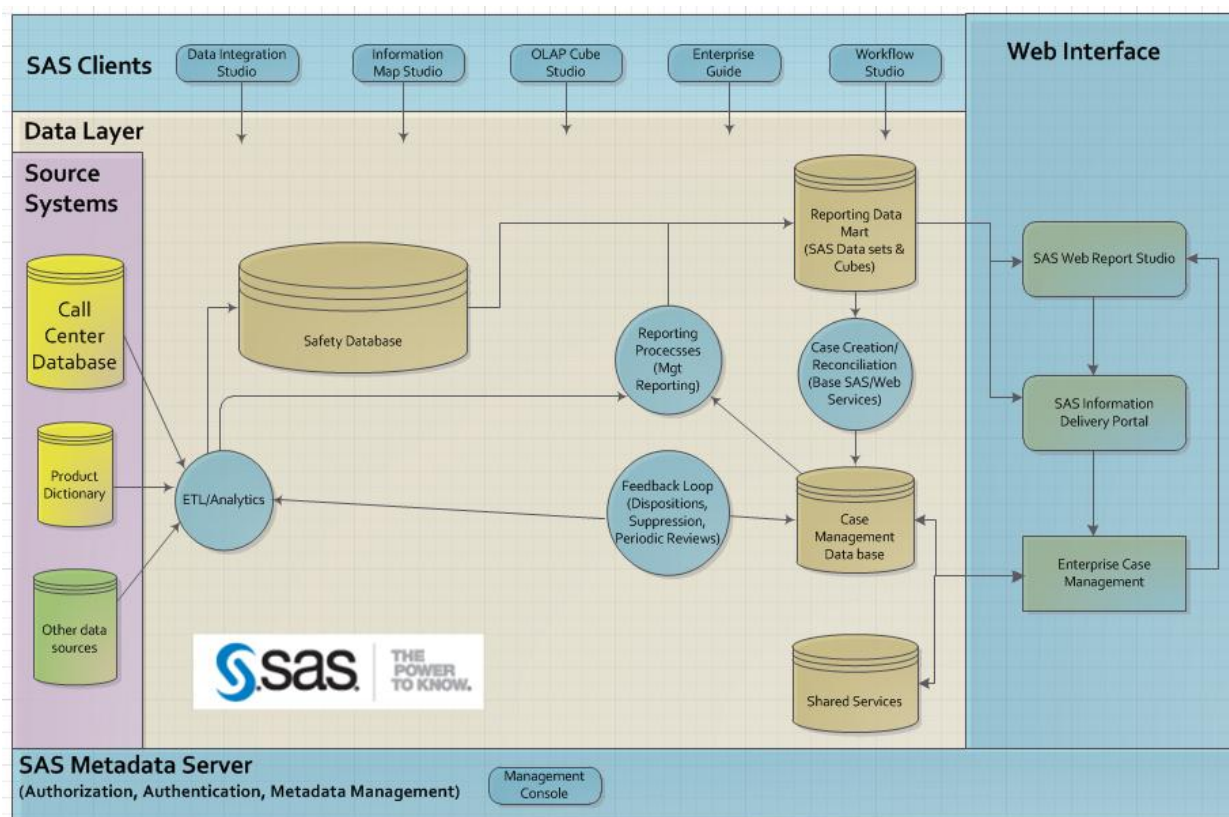 SAS Clients
Data Integration
Studio
Information
Map Studio
OLAP Cube
Studio
Enterprise
Guide
Workflow
Studio
Web Interface
Data Layer
Source
Systems
Call
Center
Database
Product
Dictionary
Other data
sources
ETL/Analytics
Safety Database
Reporting
Procecsses
(Mgt
Reporting)
Feedback Loop
(Dispositions,
Suppression,
Periodic Reviews)
Reporting Data
Mart
(SAS Data sets &
Cubes)
Case Creation/
Reconciliation
(Base SAS/Web
Services)
Case
Management
Data base
Shared Services
SAS Web Report Studio
SAS Information
Delivery Portal
Enterprise Case
Management
sas.
THE
POWER
TO KNOW.
SAS Metadata Server
(Authorization, Authentication, Metadata Management)
Management
Console